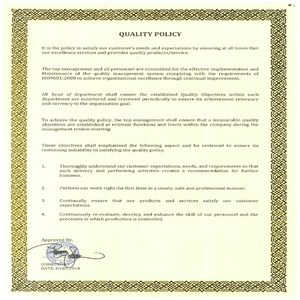 QUALITY POLICY
It is the policy to satisfy our customer's needs and expectations by ensuring at all times that
our excellence services and provides quality products/service.
The top management and all personnel are committed for the effective implementation and
Maintenance of the quality management system complying with the requirements of
ISO9001:2008 to achieve organizational excellence through continual improvement.
All head of department shall ensure the established Quality Objectives within each
department are monitored and reviewed periodically to ensure its achievement relevance
and currency to the organization goal.
To achieve the quality policy, the top management shall ensure that a measurable quality
objectives are established at relevant functions and levels within the company during the
management review meeting.
These objectives shall emphasized the following aspect and be reviewed to ensure its
continuing suitability in satisfying the quality policy.
1. Thoroughly understand our customer expectations, needs, and requirements so that
such delivery and performing activities creates a recommendation for further
business.
2. Perform our work right the first time in a timely, safe and professional manner.
3. Continually ensure that our products and services satisfy our customer
expectations.
4. Continuously re-evaluate, develop and enhance the skill of our personnel and the
processes in which production is controlled.
Approved By,